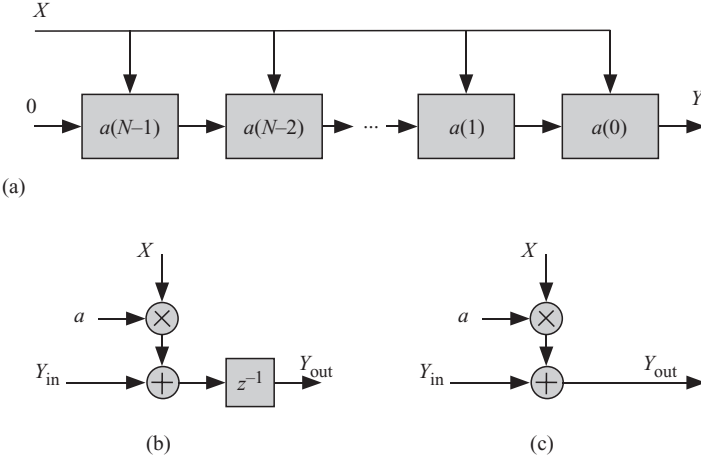 X
0
a(N–1)
a(N–2)
...
a(1)
a(0)
Y
(a)
X
a
×
Yin
+
z–1
Yout
(b)
X
a
×
Yin
+
Yout
(c)